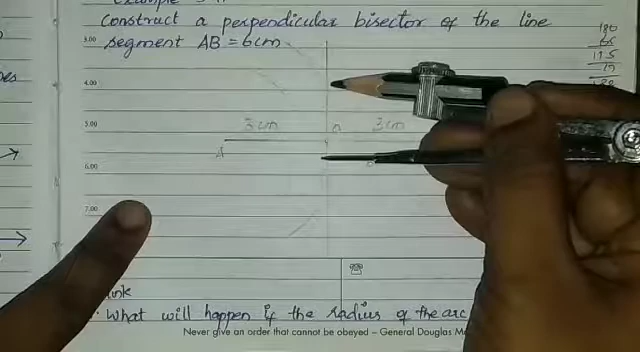 Construct a perpendicular bisector of the line
3.00
segment AB = 6cm
180
4.00
3cm
3cm
5.00
A
6.00
7.00
What will happen if the radius of the arc
Never give an order that cannot be obeyed – General Douglas